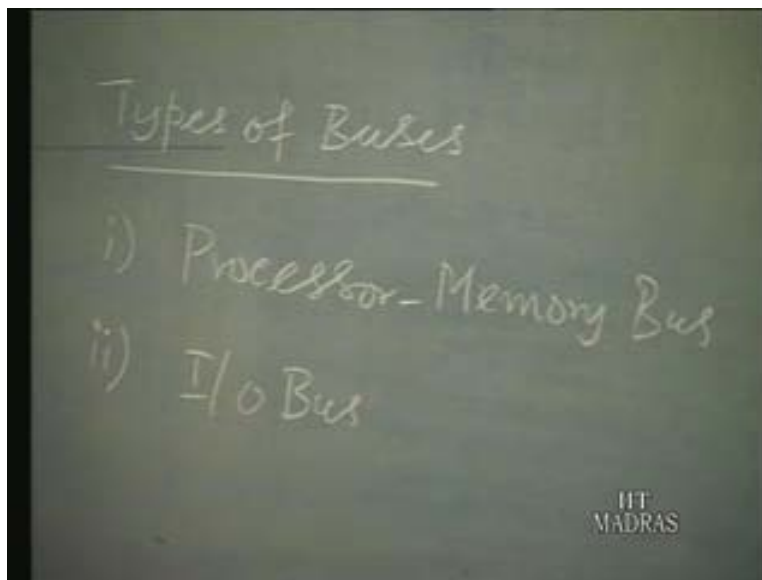 Types of Buses
i) Processor-Memory Bus
ii) I/O Bus
IIT
MADRAS